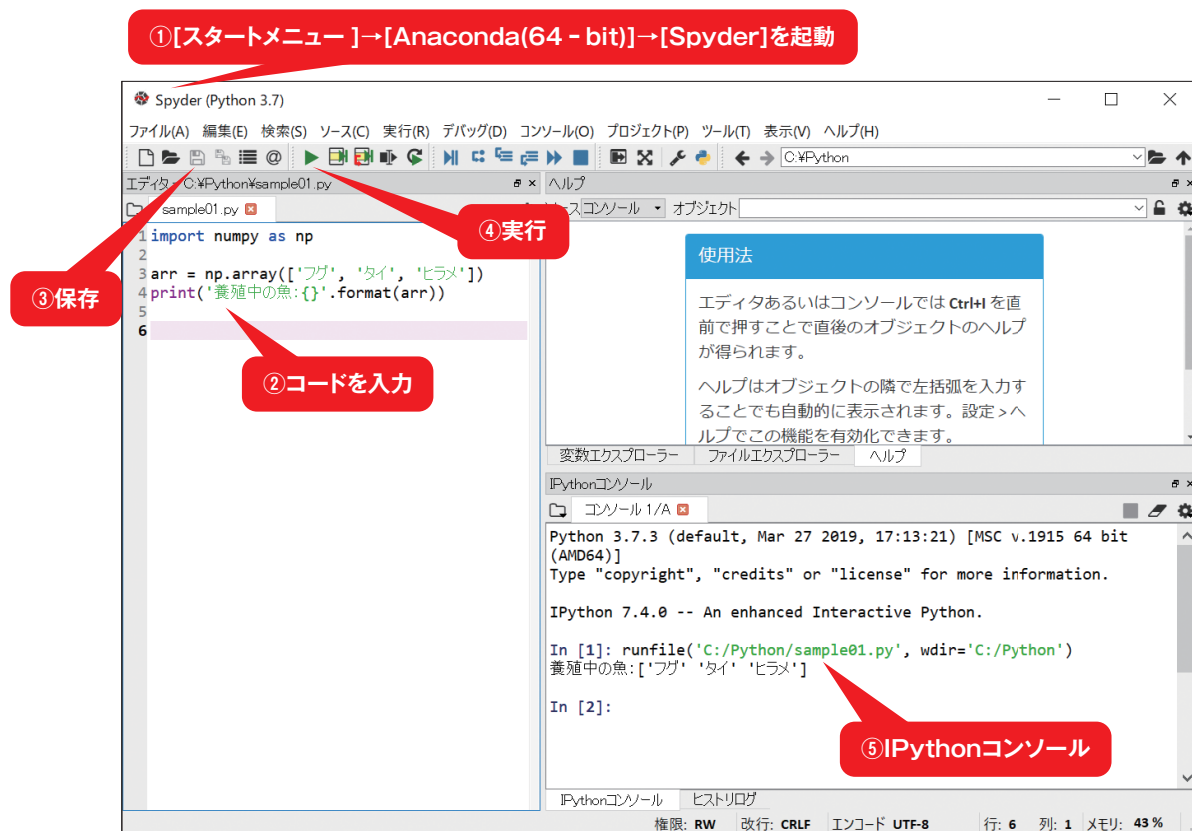 ①[スタートメニュー ]→[Anaconda(64‐bit)]→[Spyder]を起動
Spyder (Python 3.7)
ファイル(A) 編集(E) 検索(S) ソース(C) 実行(R) デバッグ(D) コンソール(O) プロジェクト(P) ツール(T) 表示(V) ヘルプ(H)
C:¥Python
エディタ - C:¥Python¥sample01.py
sample01.py
1 import numpy as np
2
3 arr = np.array(['フグ', 'タイ', 'ヒラメ'])
4 print('養殖中の魚:{}'.format(arr))
5
6
③保存
②コードを入力
④実行
ヘルプ
コンソール オブジェクト
使用法
エディタあるいはコンソールでは Ctrl+I を直
前で押すことで直後のオブジェクトのヘルプ
が得られます。
ヘルプはオブジェクトの隣で左括弧を入力す
ることでも自動的に表示されます。設定 > ヘ
ルプでこの機能を有効化できます。
変数エクスプローラー ファイルエクスプローラー ヘルプ
IPythonコンソール
コンソール 1/A
Python 3.7.3 (default, Mar 27 2019, 17:13:21) [MSC v.1915 64 bit
(AMD64)]
Type "copyright", "credits" or "license" for more information.
IPython 7.4.0 -- An enhanced Interactive Python.
In [1]: runfile('C:/Python/sample01.py', wdir='C:/Python')
養殖中の魚:['フグ' 'タイ' 'ヒラメ']
In [2]:
⑤IPythonコンソール
IPythonコンソール ヒストリログ
権限: RW 改行: CRLF エンコード UTF-8 行: 6 列: 1 メモリ: 43 %